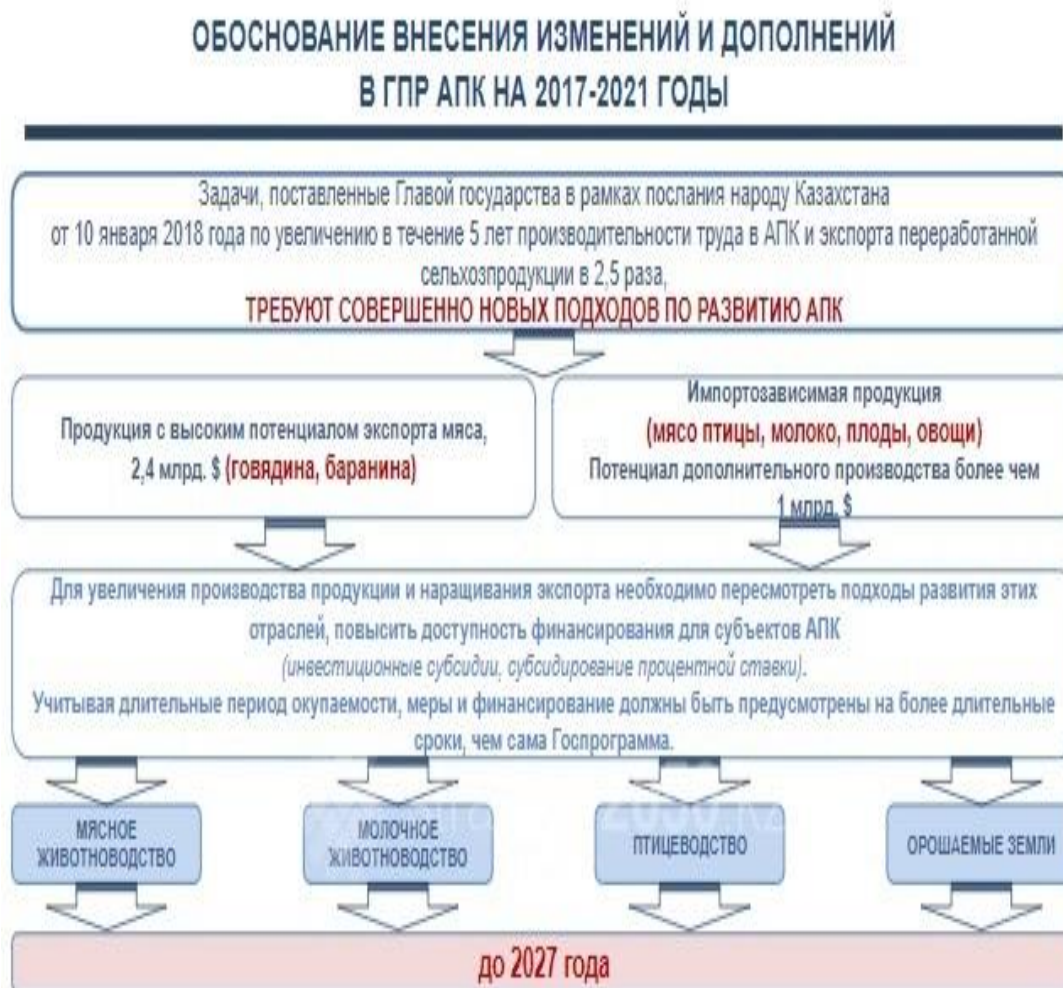 ОБОСНОВАНИЕ ВНЕСЕНИЯ ИЗМЕНЕНИЙ И ДОПОЛНЕНИЙ
В ГПР АПК НА 2017-2021 ГОДЫ
Задачи, поставленные Главой государства в рамках послания народу Казахстана
от 10 января 2018 года по увеличению в течение 5 лет производительности труда в АПК и экспорта переработанной
сельхозпродукции в 2,5 раза,
ТРЕБУЮТ СОВЕРШЕННО НОВЫХ ПОДХОДОВ ПО РАЗВИТИЮ АПК
Продукция с высоким потенциалом экспорта мяса,
2,4 млрд. $ (говядина, баранина)
Импортозависимая продукция
(мясо птицы, молоко, плоды, овощи)
Потенциал дополнительного производства более чем
1 млрд. $
Для увеличения производства продукции и наращивания экспорта необходимо пересмотреть подходы развития этих
отраслей, повысить доступность финансирования для субъектов АПК
(инвестиционные субсидии, субсидирование процентной ставки).
Учитывая длительные период окупаемости, меры и финансирование должны быть предусмотрены на более длительные
сроки, чем сама Госпрограмма.
МЯСНОЕ
ЖИВОТНОВОДСТВО
МОЛОЧНОЕ
ЖИВОТНОВОДСТВО
ПТИЦЕВОДСТВО
ОРОШАЕМЫЕ ЗЕМЛИ
до 2027 года